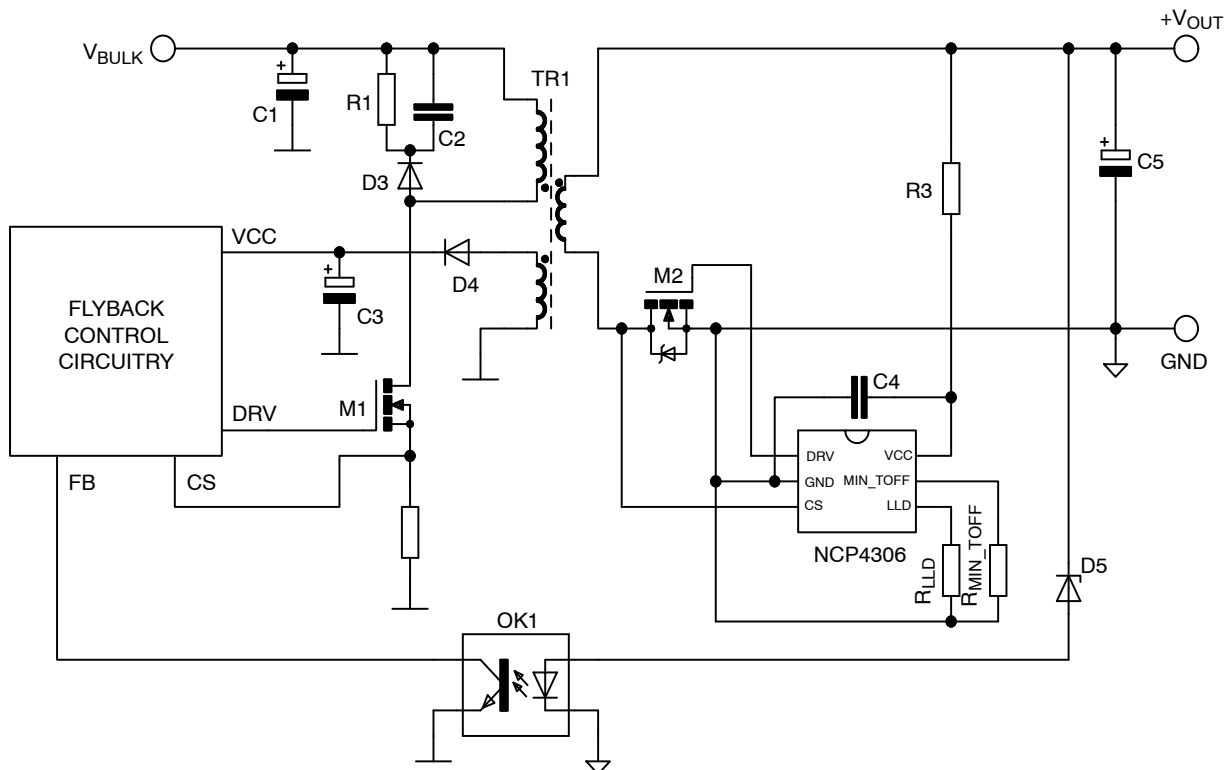 +V_OUT
V_BULK
TR1
C1
R1
C2
D3
R3
C5
VCC
D4
M2
C3
FLYBACK
CONTROL
CIRCUITRY
GND
C4
DRV
M1
DRV
VCC
GND
MIN_TOFF
CS
LLD
FB
CS
NCP4306
R_LLD
R_MIN_TOFF
D5
OK1
+
+
+